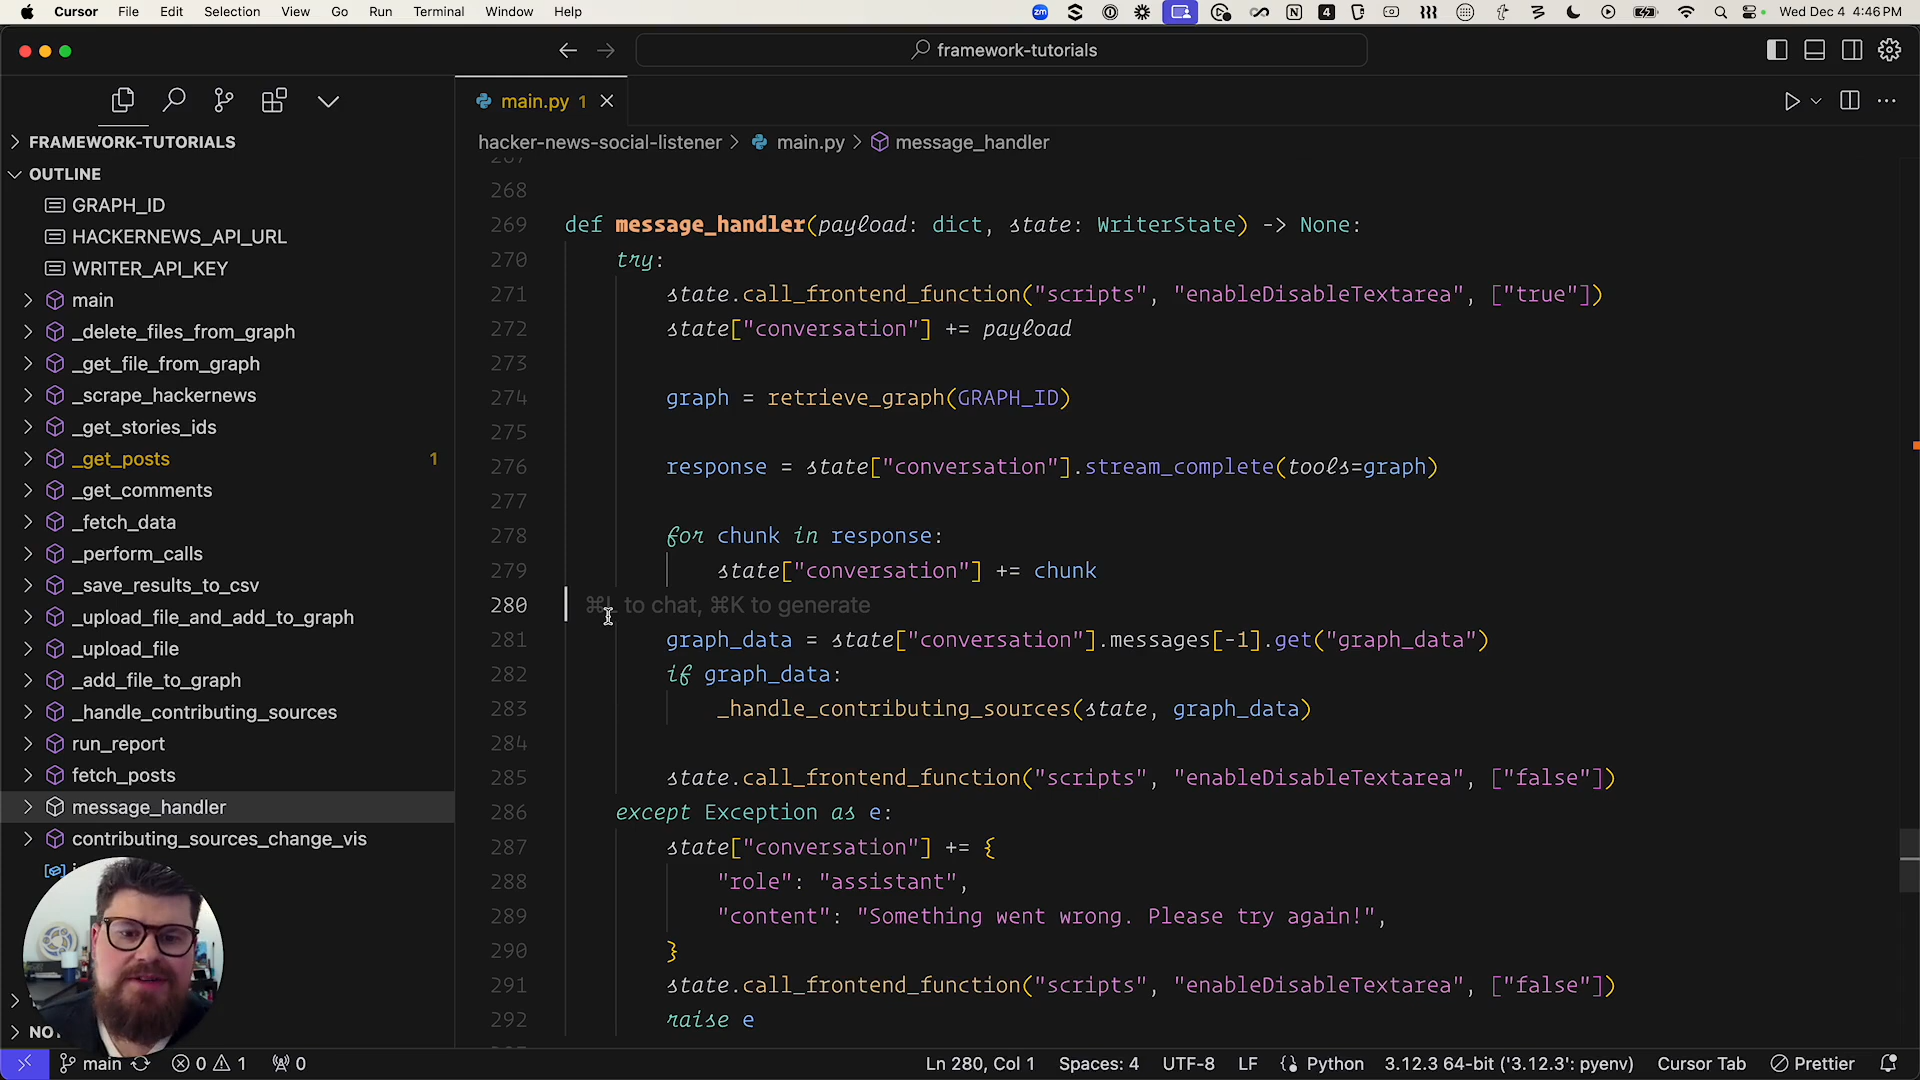 Cursor File Edit Selection View Go Run Terminal Window Help
4 Wed Dec 4 4:46 PM
framework-tutorials
main.py 1
FRAMEWORK-TUTORIALS
hacker-news-social-listener > main.py > message_handler
OUTLINE
GRAPH_ID
HACKERNEWS_API_URL
WRITER_API_KEY
main
_delete_files_from_graph
_get_file_from_graph
_scrape_hackernews
_get_stories_ids
_get_posts 1
_get_comments
_fetch_data
_perform_calls
_save_results_to_csv
_upload_file_and_add_to_graph
_upload_file
_add_file_to_graph
_handle_contributing_sources
run_report
fetch_posts
message_handler
contributing_sources_change_vis
NO
267
268
269 def message_handler(payload: dict, state: WriterState) -> None:
270 try:
271 state.call_frontend_function("scripts", "enableDisableTextarea", ["true"])
272 state["conversation"] += payload
273
274 graph = retrieve_graph(GRAPH_ID)
275
276 response = state["conversation"].stream_complete(tools=graph)
277
278 for chunk in response:
279 state["conversation"] += chunk
280 ⌘L to chat, ⌘K to generate
281 graph_data = state["conversation"].messages[-1].get("graph_data")
282 if graph_data:
283 _handle_contributing_sources(state, graph_data)
284
285 state.call_frontend_function("scripts", "enableDisableTextarea", ["false"])
286 except Exception as e:
287 state["conversation"] += {
288 "role": "assistant",
289 "content": "Something went wrong. Please try again!",
290 }
291 state.call_frontend_function("scripts", "enableDisableTextarea", ["false"])
292 raise e
main 0 1 0 Ln 280, Col 1 Spaces: 4 UTF-8 LF Python 3.12.3 64-bit ('3.12.3': pyenv) Cursor Tab Prettier